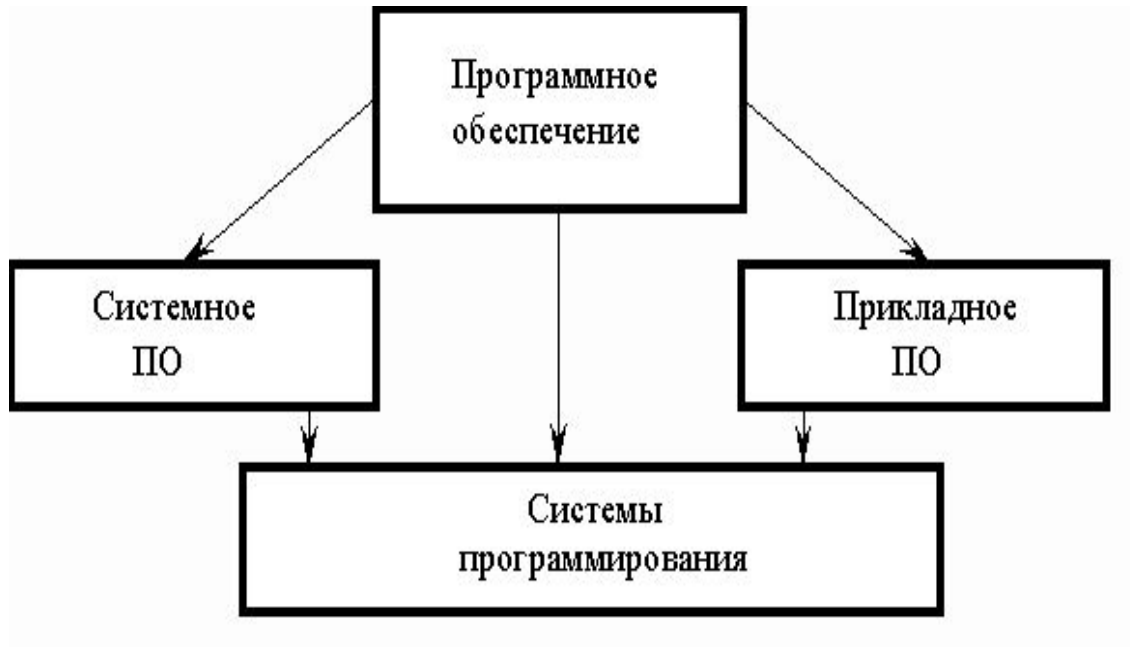 Программное
обеспечение
Системное
ПО
Прикладное
ПО
Системы
программирования